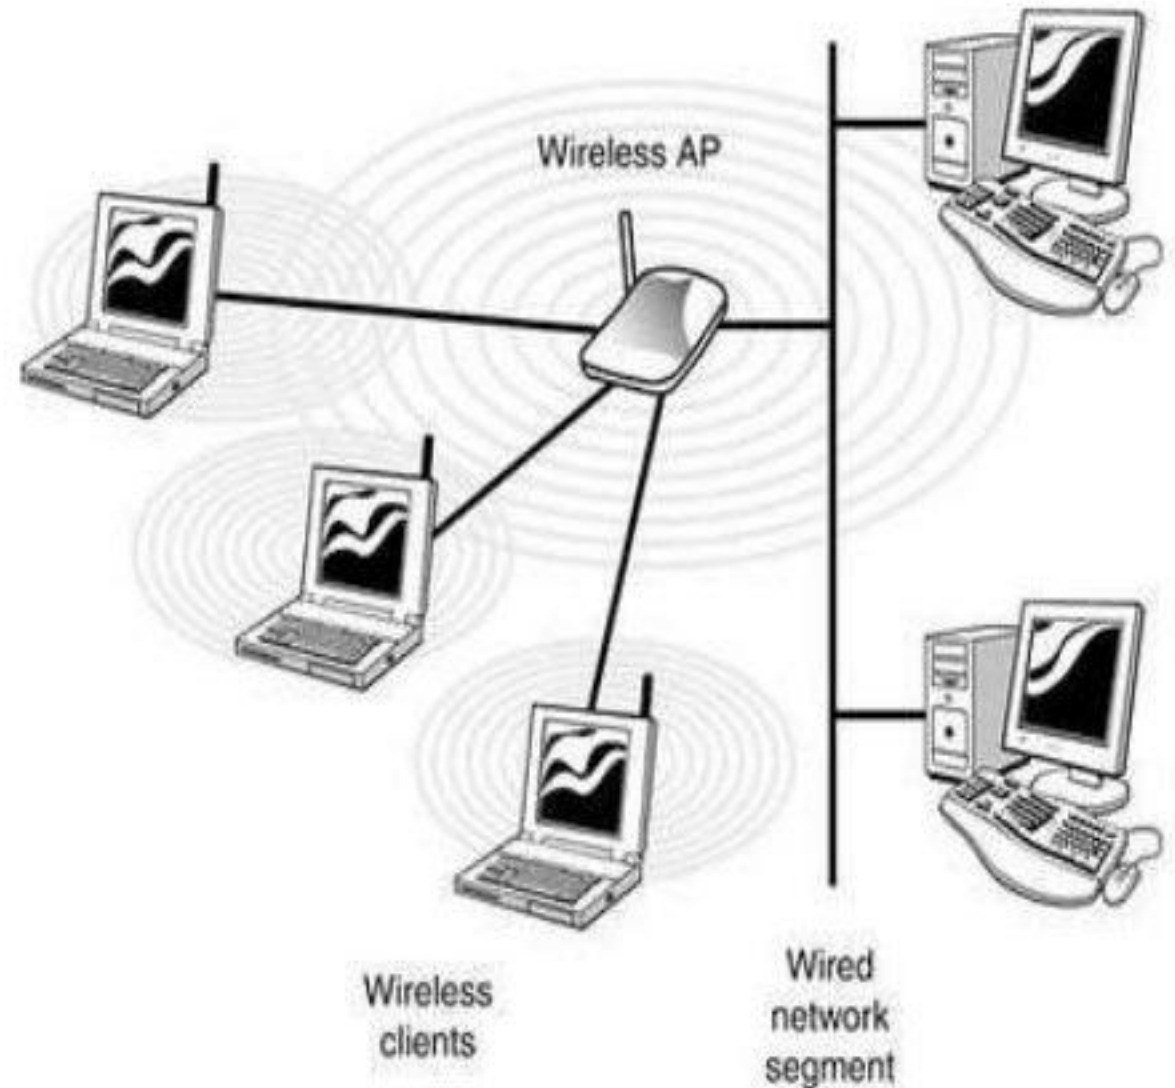 Wireless AP
Wireless
clients
Wired
network
segment